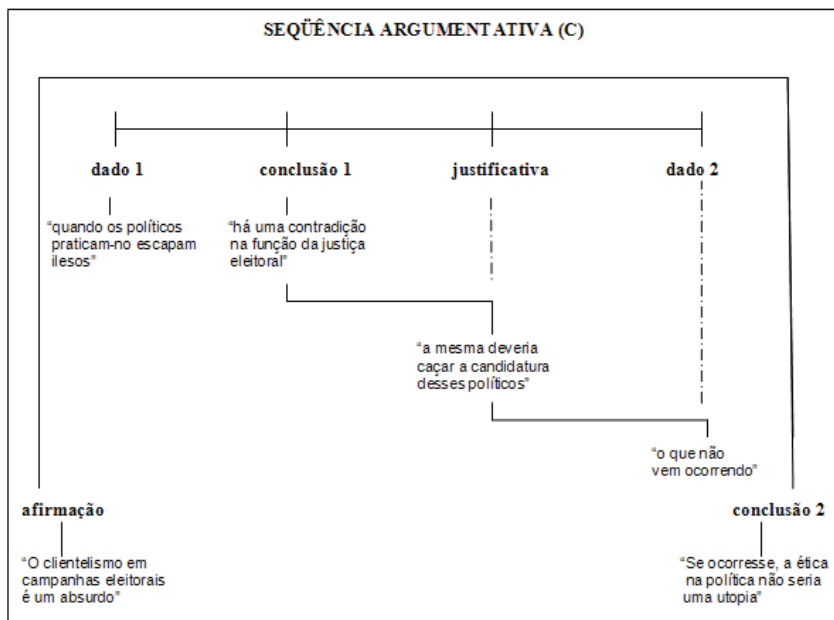 SEQÜÊNCIA ARGUMENTATIVA (C)
dado 1
conclusão 1
justificativa
dado 2
“quando os políticos
praticam-no escapam
ilesos”
“há uma contradição
na função da justiça
eleitoral”
“a mesma deveria
caçar a candidatura
desses políticos”
“o que não
vem ocorrendo”
afirmação
conclusão 2
“O clientelismo em
campanhas eleitorais
é um absurdo”
“Se ocorresse, a ética
na política não seria
uma utopia”